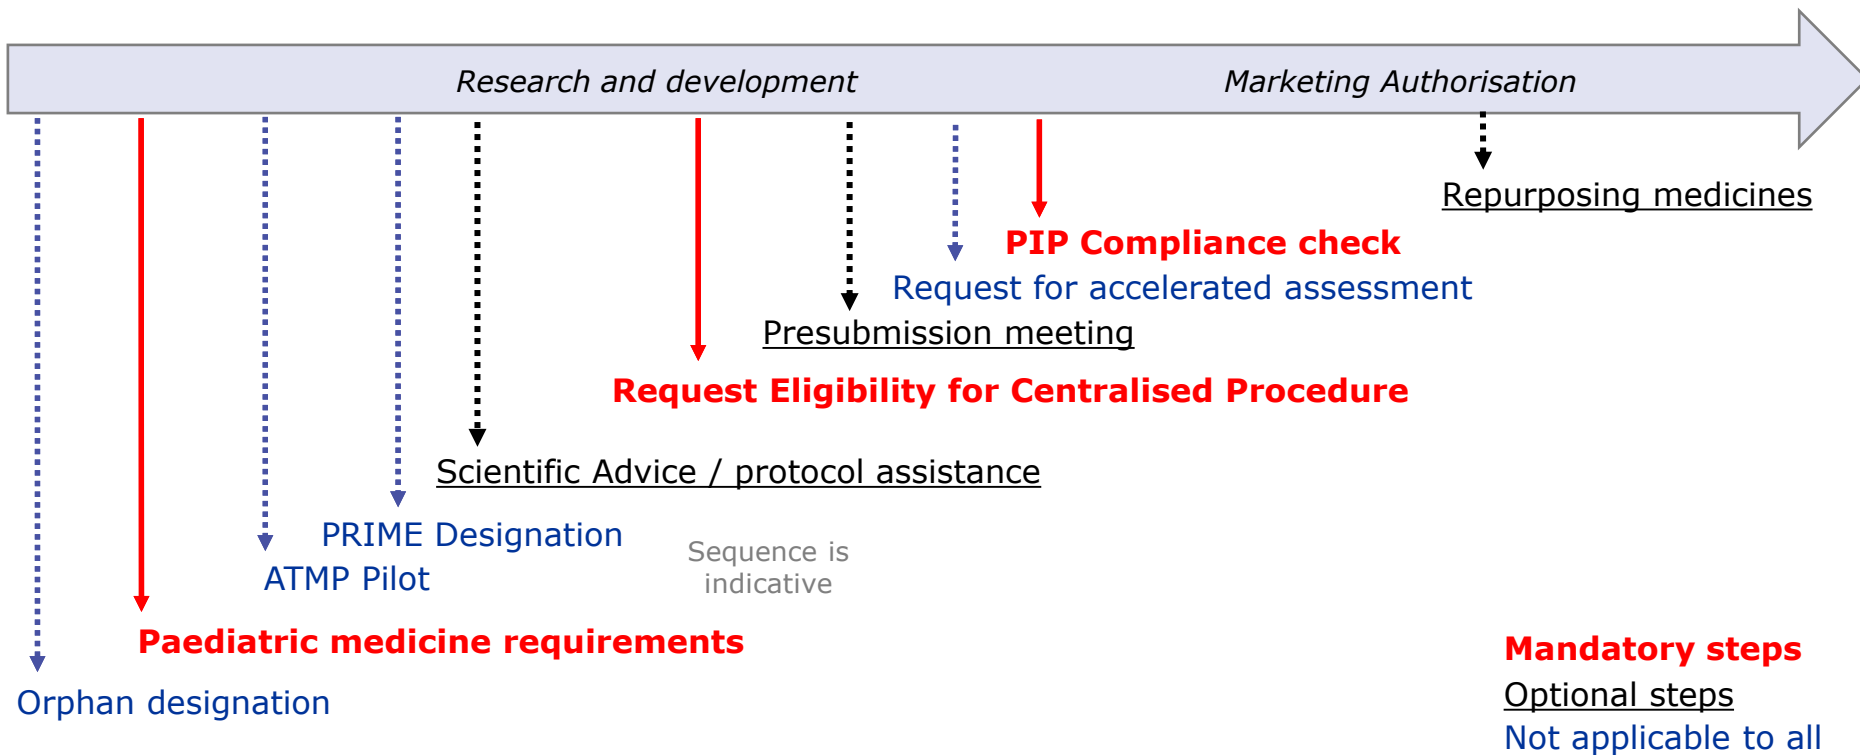 Research and development
Marketing Authorisation
Repurposing medicines
PIP Compliance check
Request for accelerated assessment
Presubmission meeting
Request Eligibility for Centralised Procedure
Scientific Advice / protocol assistance
PRIME Designation
Sequence is
indicative
ATMP Pilot
Paediatric medicine requirements
Orphan designation
Mandatory steps
Optional steps
Not applicable to all